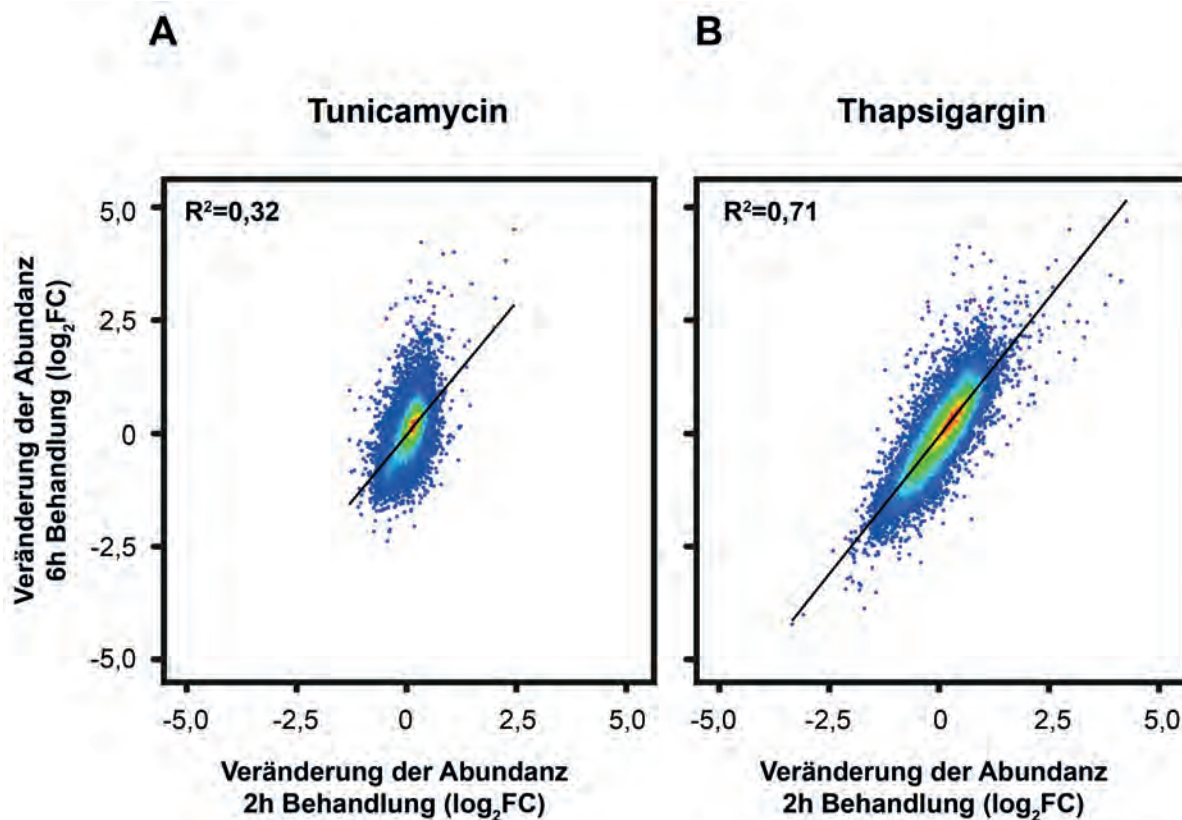 A
B
Tunicamycin
Thapsigargin
R²=0,32
R²=0,71
5,0
2,5
0
-2,5
-5,0
Veränderung der Abundanz
6h Behandlung (log₂FC)
-5,0 -2,5 0 2,5 5,0
-5,0 -2,5 0 2,5 5,0
Veränderung der Abundanz
2h Behandlung (log₂FC)
Veränderung der Abundanz
2h Behandlung (log₂FC)